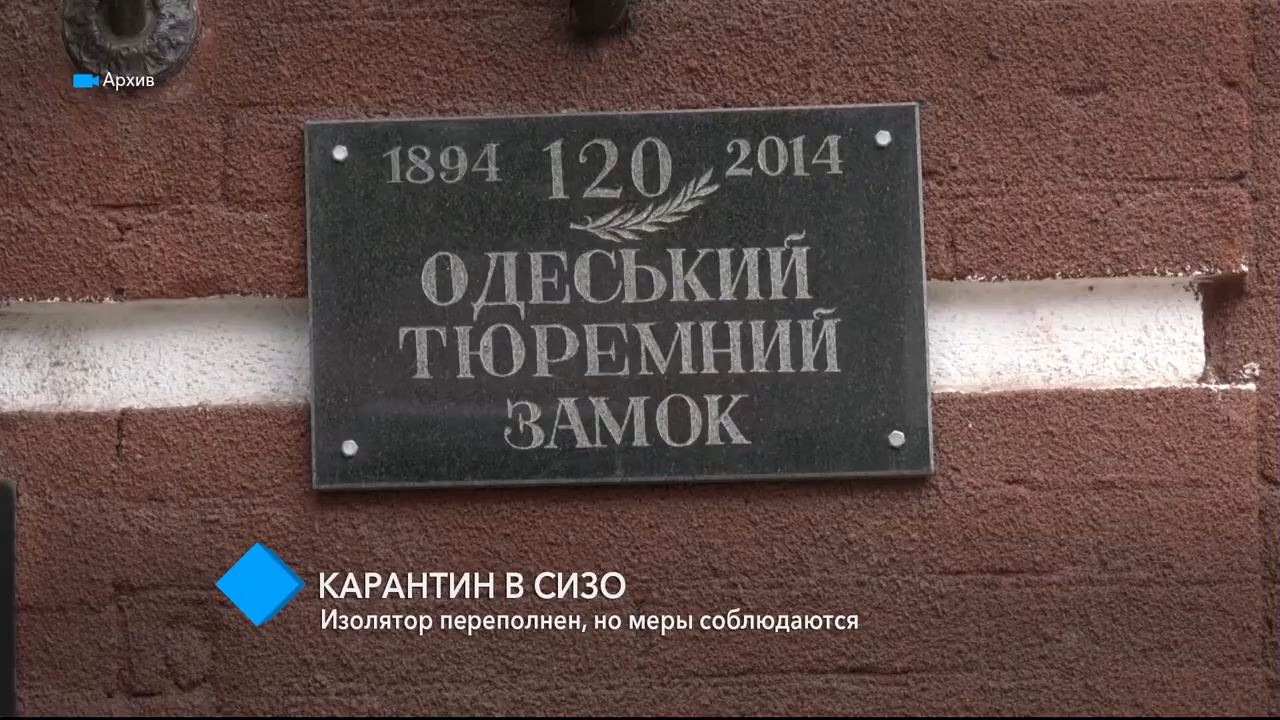 Архив
1894 120 2014
ОДЕСЬКИЙ
ТЮРЕМНИЙ
ЗАМОК
КАРАНТИН В СИЗО
Изолятор переполнен, но меры соблюдаются